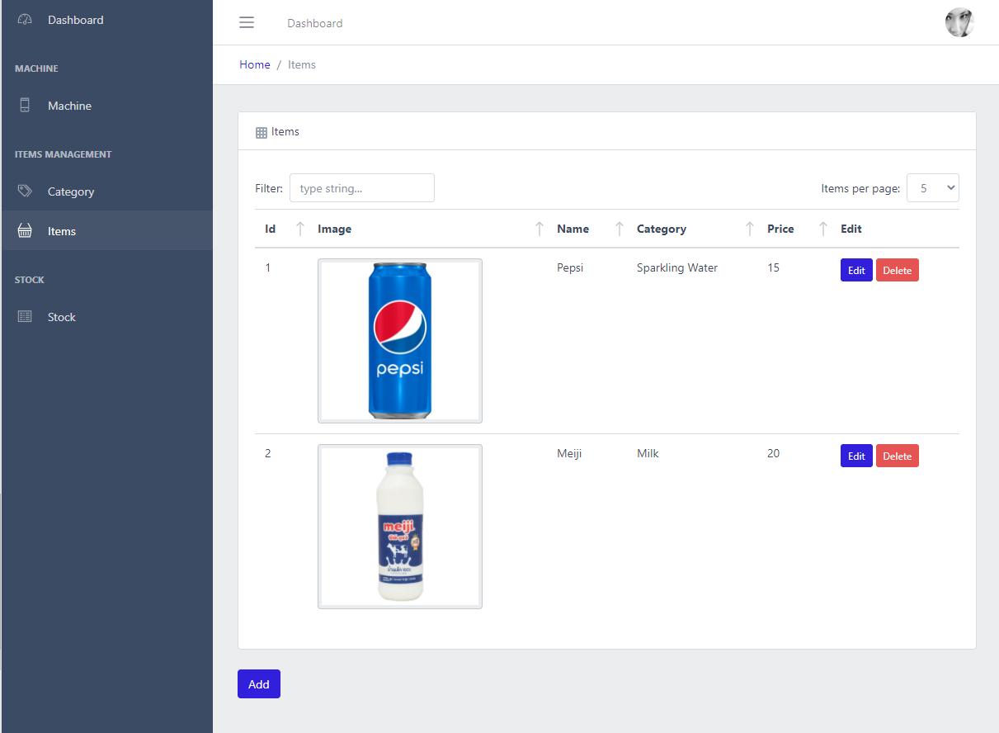 Dashboard
MACHINE
Machine
ITEMS MANAGEMENT
Category
Items
STOCK
Stock
Dashboard
Home / Items
Items
Filter: type string...
Items per page: 5
Id Image Name Category Price Edit
1 Pepsi Sparkling Water 15 Edit Delete
pepsi
2 Meiji Milk 20 Edit Delete
meiji
Add